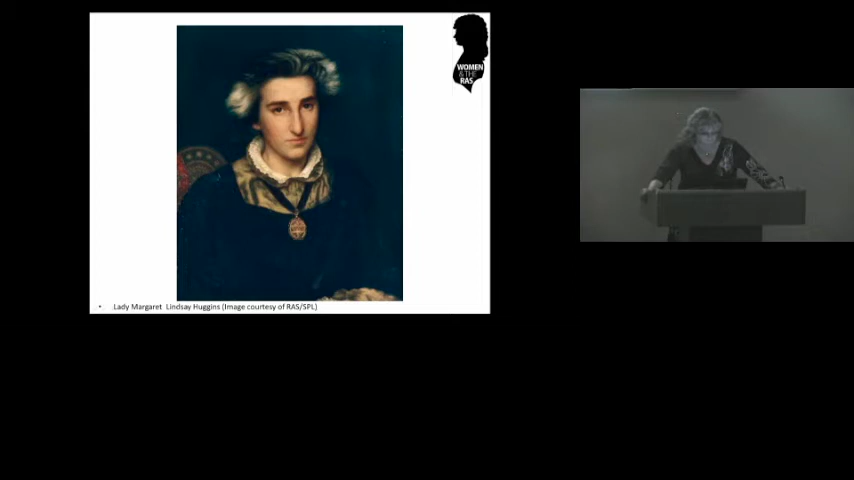 WOMEN
& THE
RAS
• Lady Margaret Lindsay Huggins (Image courtesy of RAS/SPL)